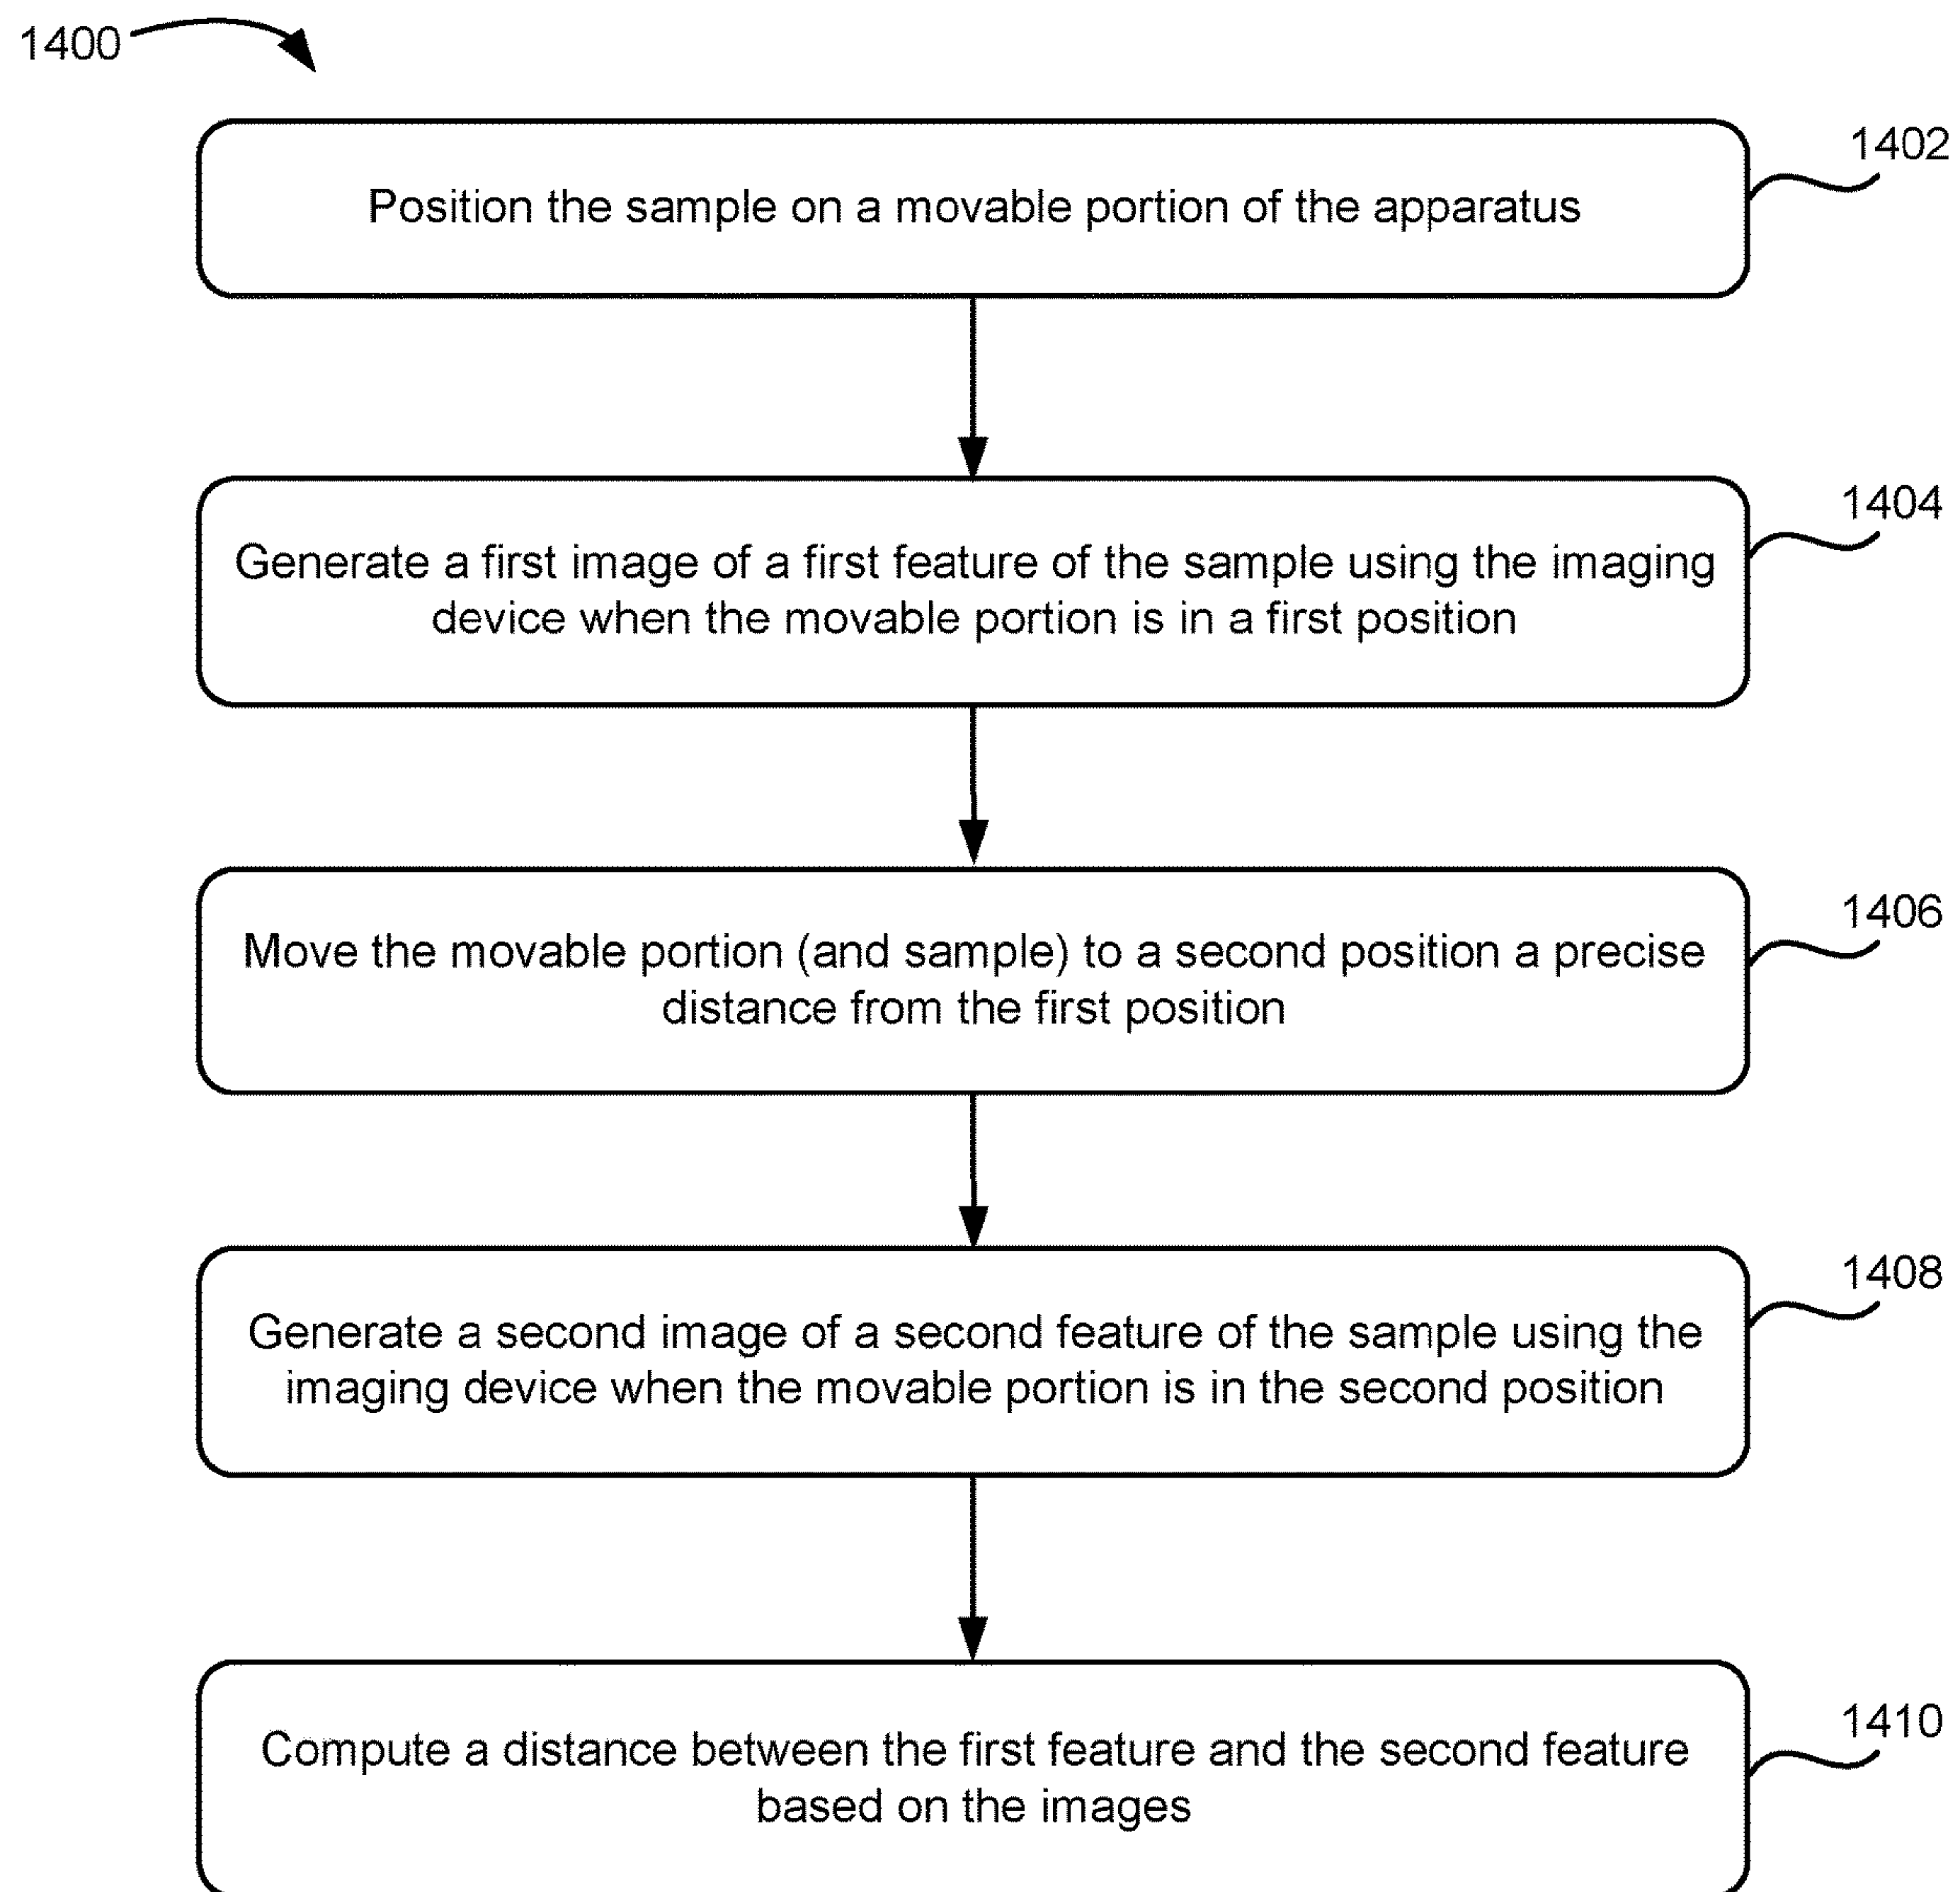 1400
1402
Position the sample on a movable portion of the apparatus
1404
Generate a first image of a first feature of the sample using the imaging
device when the movable portion is in a first position
1406
Move the movable portion (and sample) to a second position a precise
distance from the first position
1408
Generate a second image of a second feature of the sample using the
imaging device when the movable portion is in the second position
1410
Compute a distance between the first feature and the second feature
based on the images